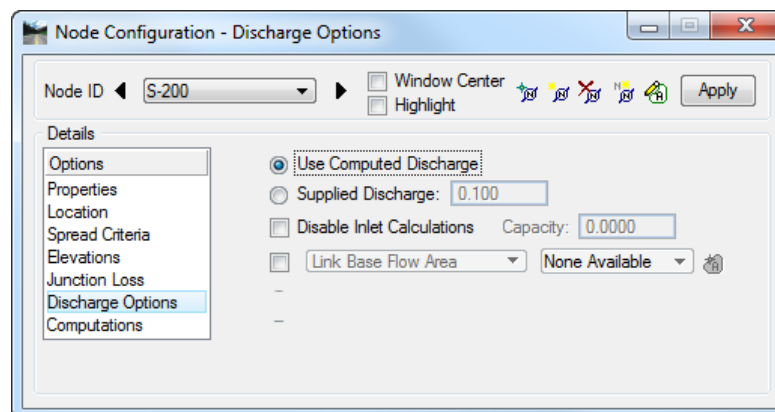 Node Configuration - Discharge Options
Node ID S-200 Window Center Apply
Highlight
Details
Options
Properties
Location
Spread Criteria
Elevations
Junction Loss
Discharge Options
Computations
Use Computed Discharge
Supplied Discharge: 0.100
Disable Inlet Calculations Capacity: 0.0000
Link Base Flow Area None Available